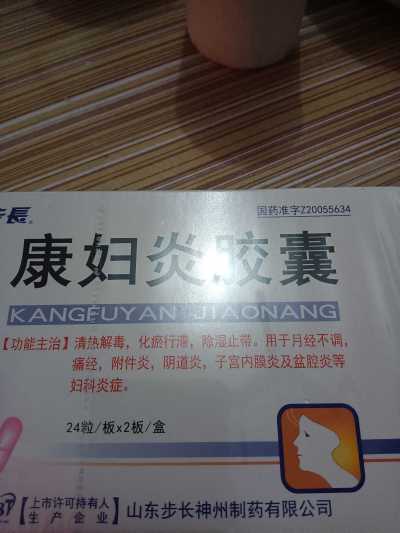 步長®
国药准字Z20055634
康妇炎胶囊
KANGFUYAN JIAONANG
【功能主治】清热解毒，化瘀行滞，除湿止带。用于月经不调，
痛经，附件炎，阴道炎，子宫内膜炎及盆腔炎等
妇科炎症。
24粒/板x2板/盒
【上市许可持有人
生产企业】山东步长神州制药有限公司